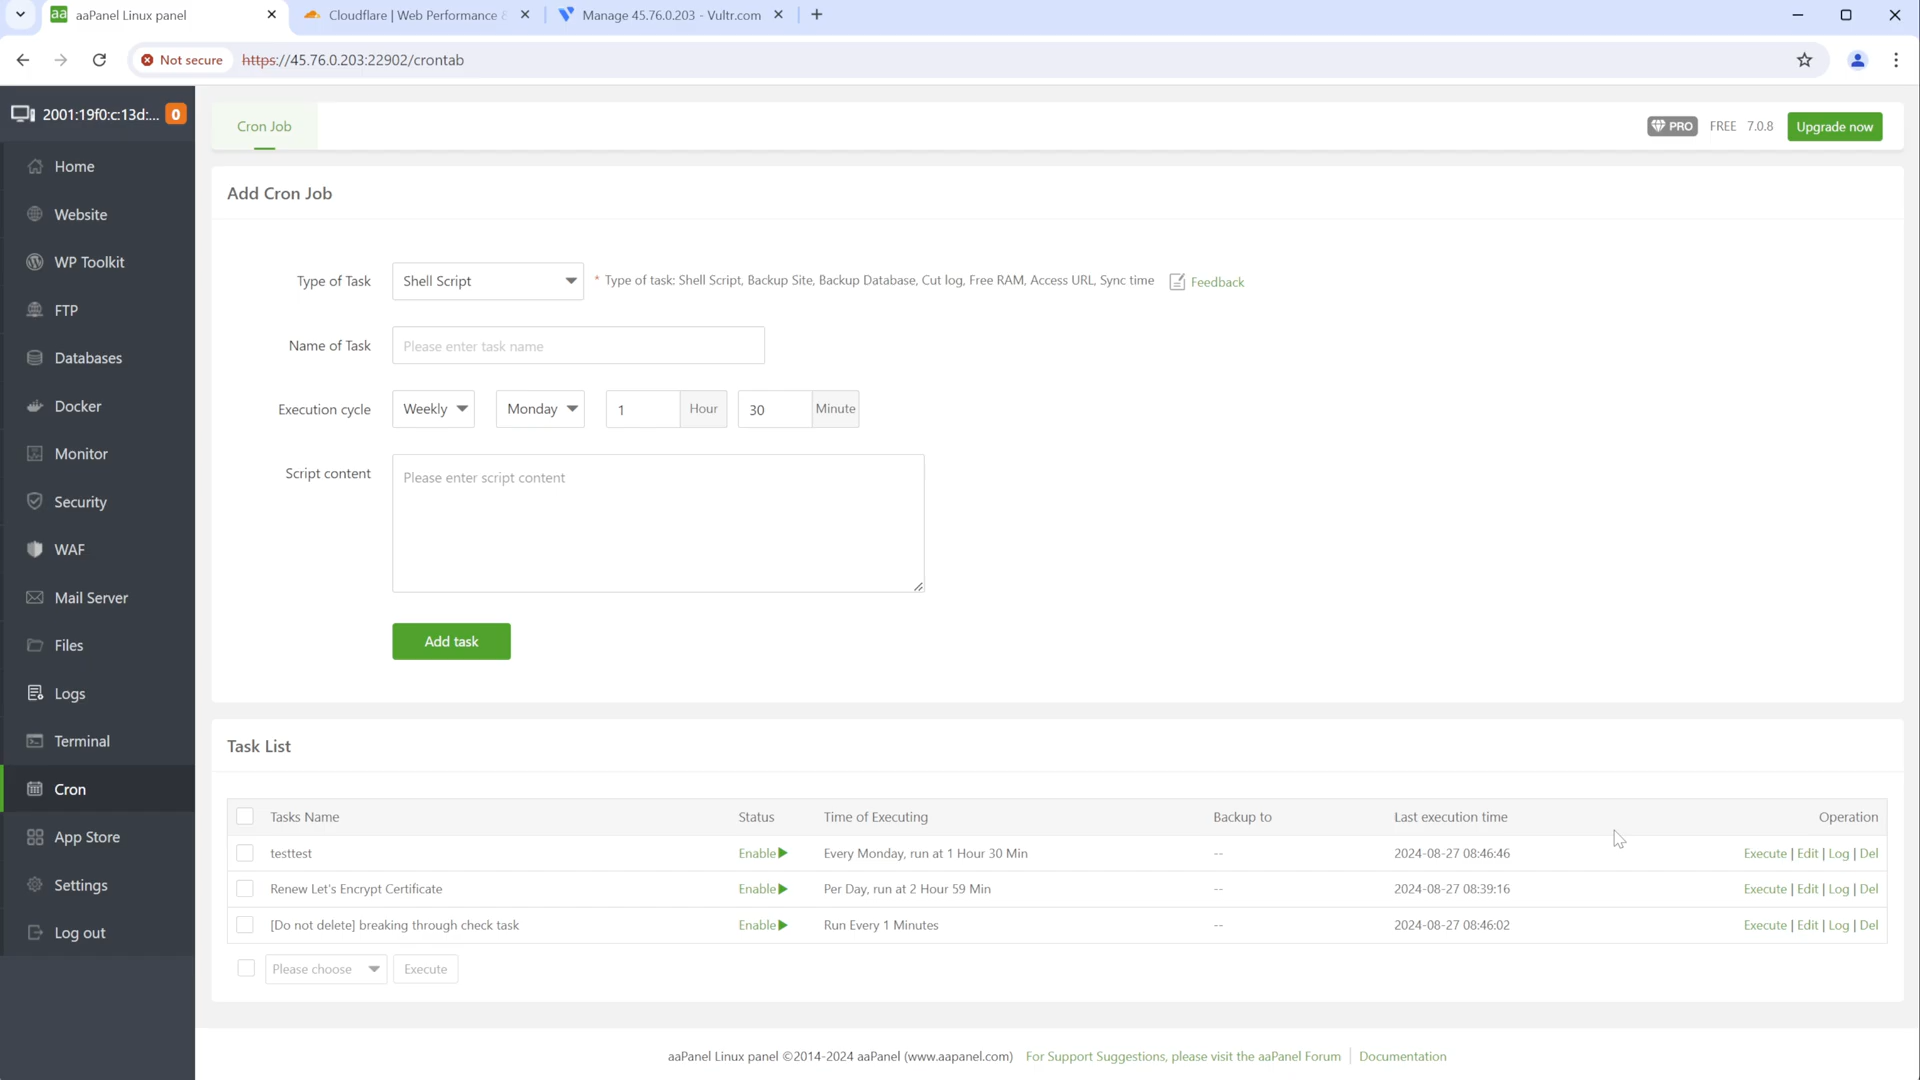 aaPanel Linux panel
Cloudflare | Web Performance &
Manage 45.76.0.203 - Vultr.com
Not secure
https://45.76.0.203:22902/crontab
2001:19f0:c:13d:...
0
Home
Website
WP Toolkit
FTP
Databases
Docker
Monitor
Security
WAF
Mail Server
Files
Logs
Terminal
Cron
App Store
Settings
Log out
Cron Job
PRO FREE 7.0.8 Upgrade now
Add Cron Job
Type of Task Shell Script * Type of task: Shell Script, Backup Site, Backup Database, Cut log, Free RAM, Access URL, Sync time Feedback
Name of Task Please enter task name
Execution cycle Weekly Monday 1 Hour 30 Minute
Script content Please enter script content
Add task
Task List
Tasks Name Status Time of Executing Backup to Last execution time Operation
testtest Enable Every Monday, run at 1 Hour 30 Min -- 2024-08-27 08:46:46 Execute | Edit | Log | Del
Renew Let's Encrypt Certificate Enable Per Day, run at 2 Hour 59 Min -- 2024-08-27 08:39:16 Execute | Edit | Log | Del
[Do not delete] breaking through check task Enable Run Every 1 Minutes -- 2024-08-27 08:46:02 Execute | Edit | Log | Del
Please choose Execute
aaPanel Linux panel ©2014-2024 aaPanel (www.aapanel.com) For Support Suggestions, please visit the aaPanel Forum Documentation